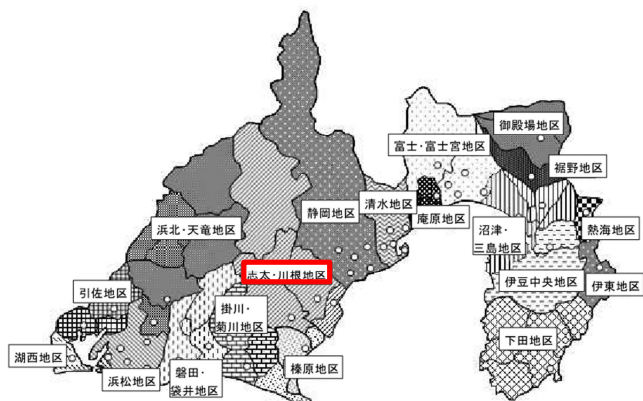 御殿場地区
富士・富士宮地区
裾野地区
清水地区
静岡地区
庵原地区
浜北・天竜地区
沼津・
三島地区
熱海地区
志太・川根地区
伊豆中央地区
伊東地区
引佐地区
掛川・
菊川地区
下田地区
湖西地区
浜松地区
磐田・
袋井地区
榛原地区